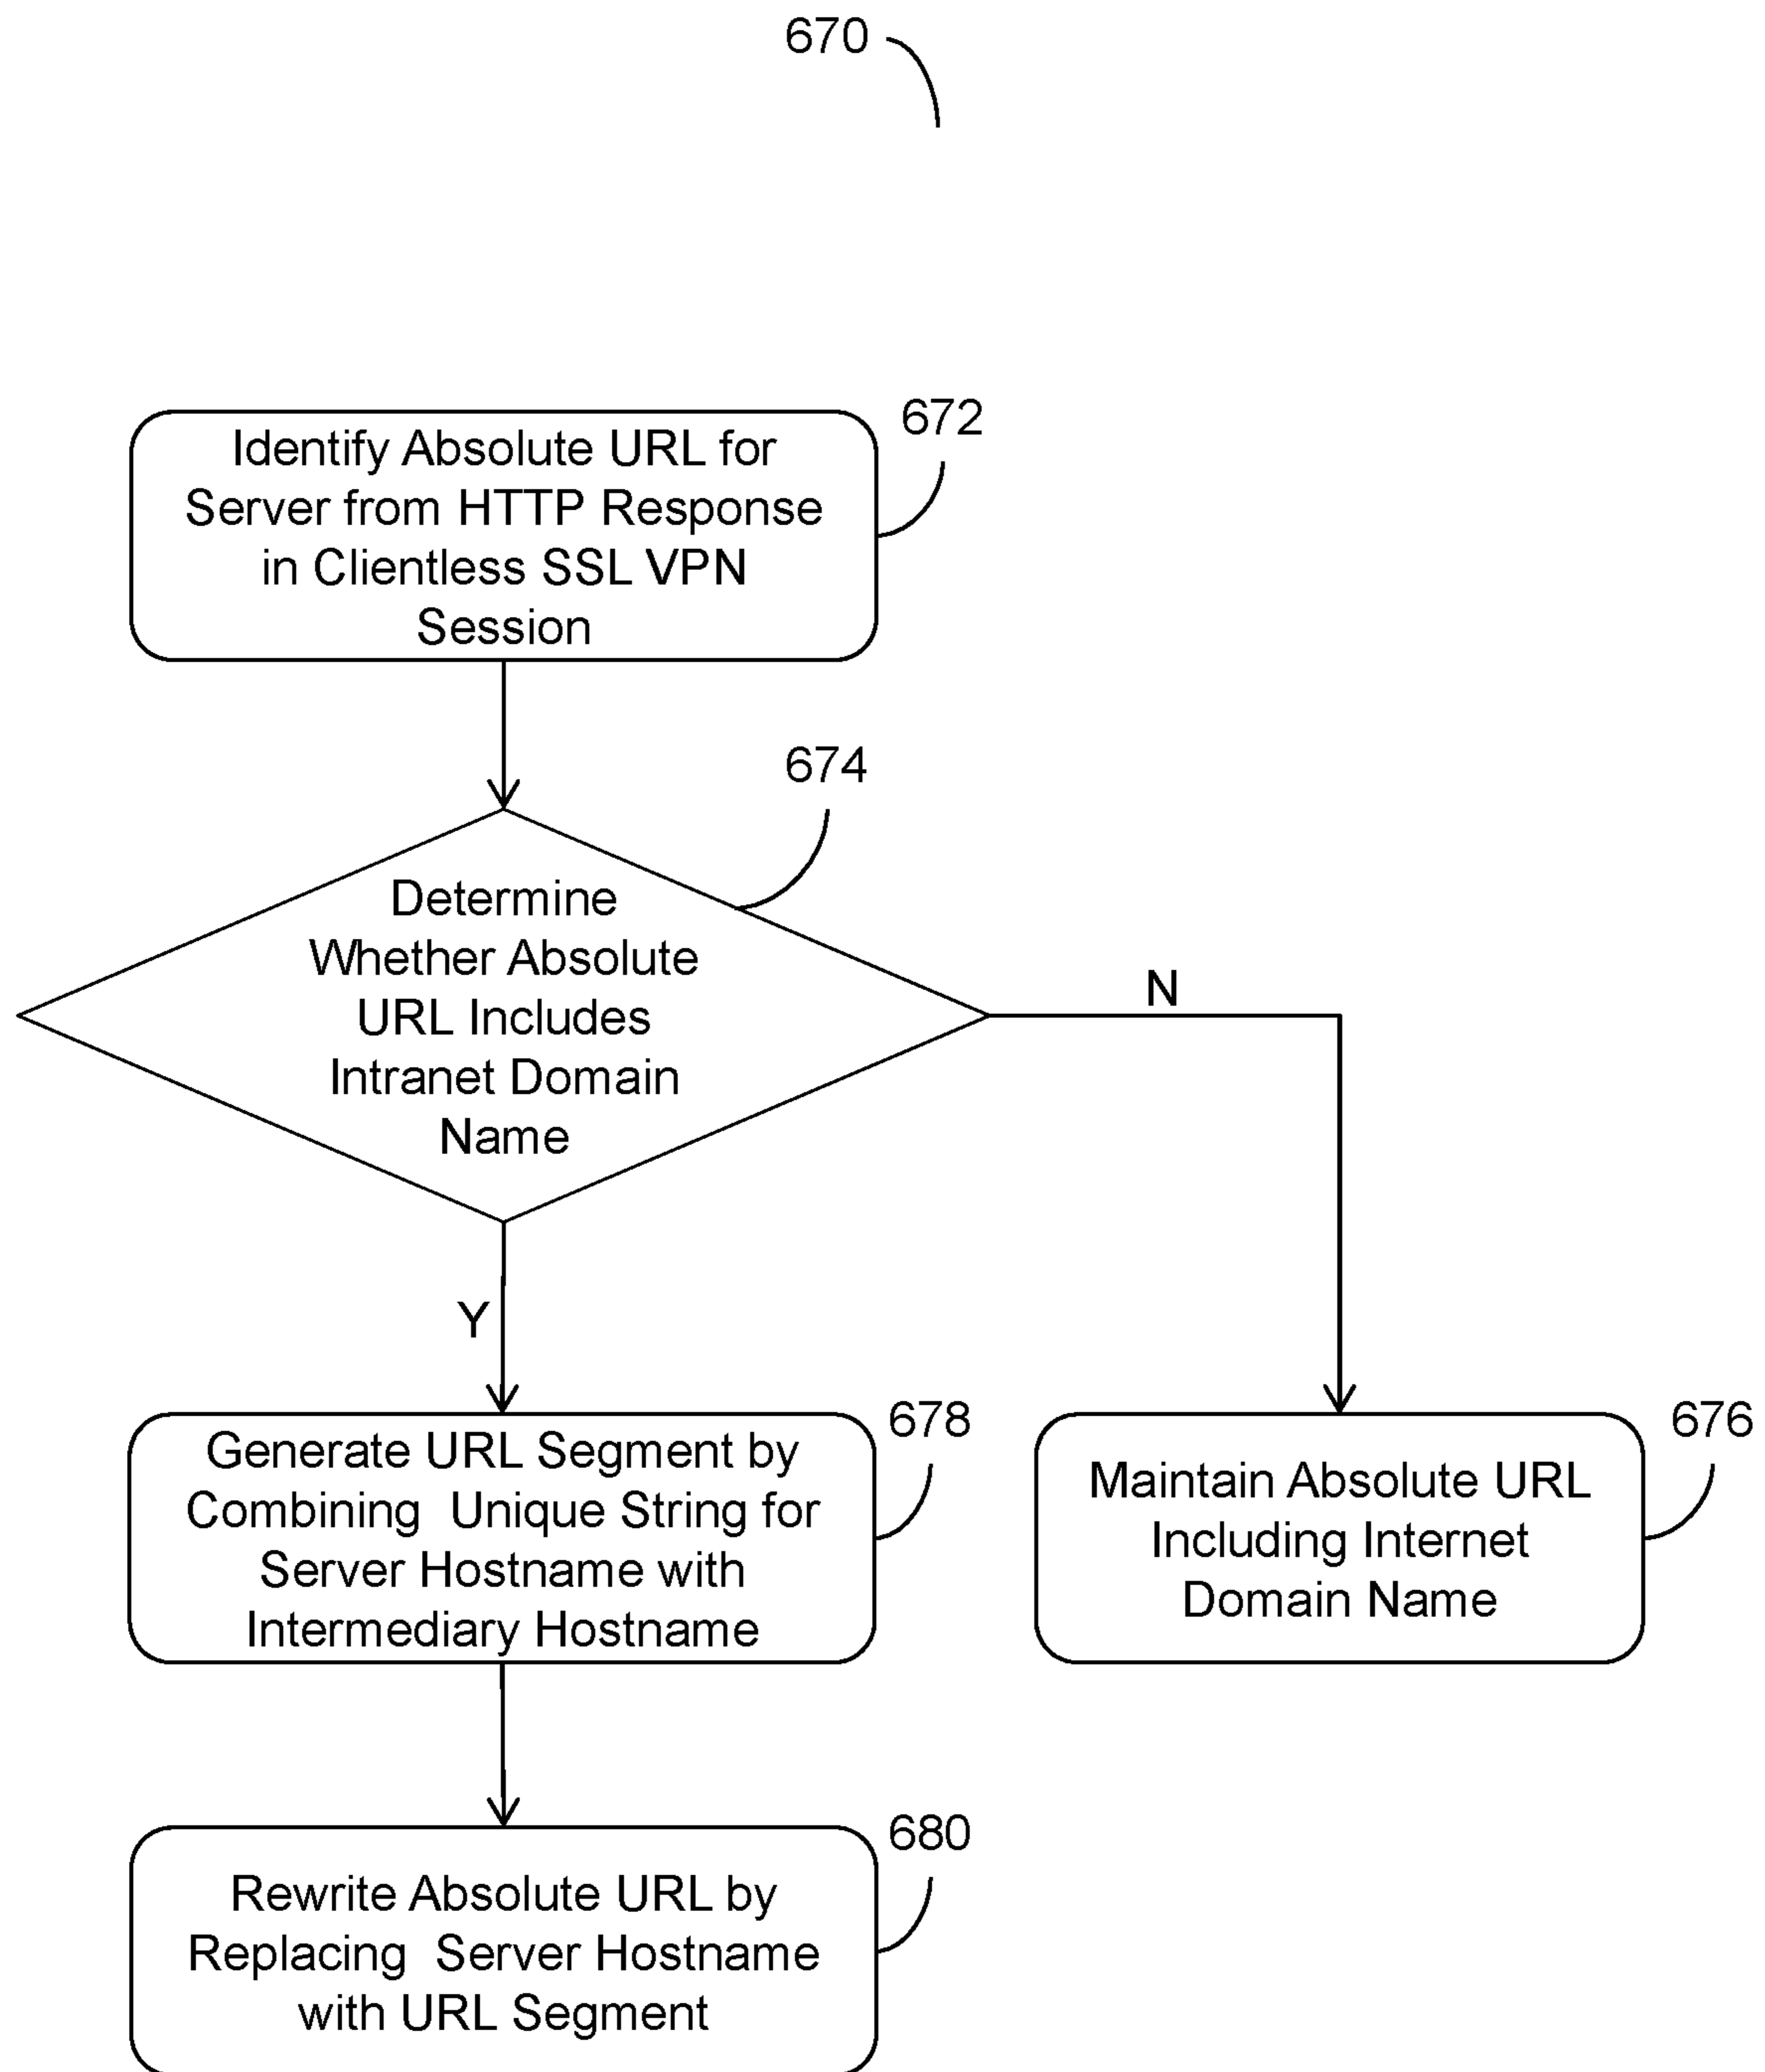 670
672
Identify Absolute URL for
Server from HTTP Response
in Clientless SSL VPN
Session
674
Determine
Whether Absolute
URL Includes
Intranet Domain
Name
N
Y
678
Generate URL Segment by
Combining Unique String for
Server Hostname with
Intermediary Hostname
676
Maintain Absolute URL
Including Internet
Domain Name
680
Rewrite Absolute URL by
Replacing Server Hostname
with URL Segment